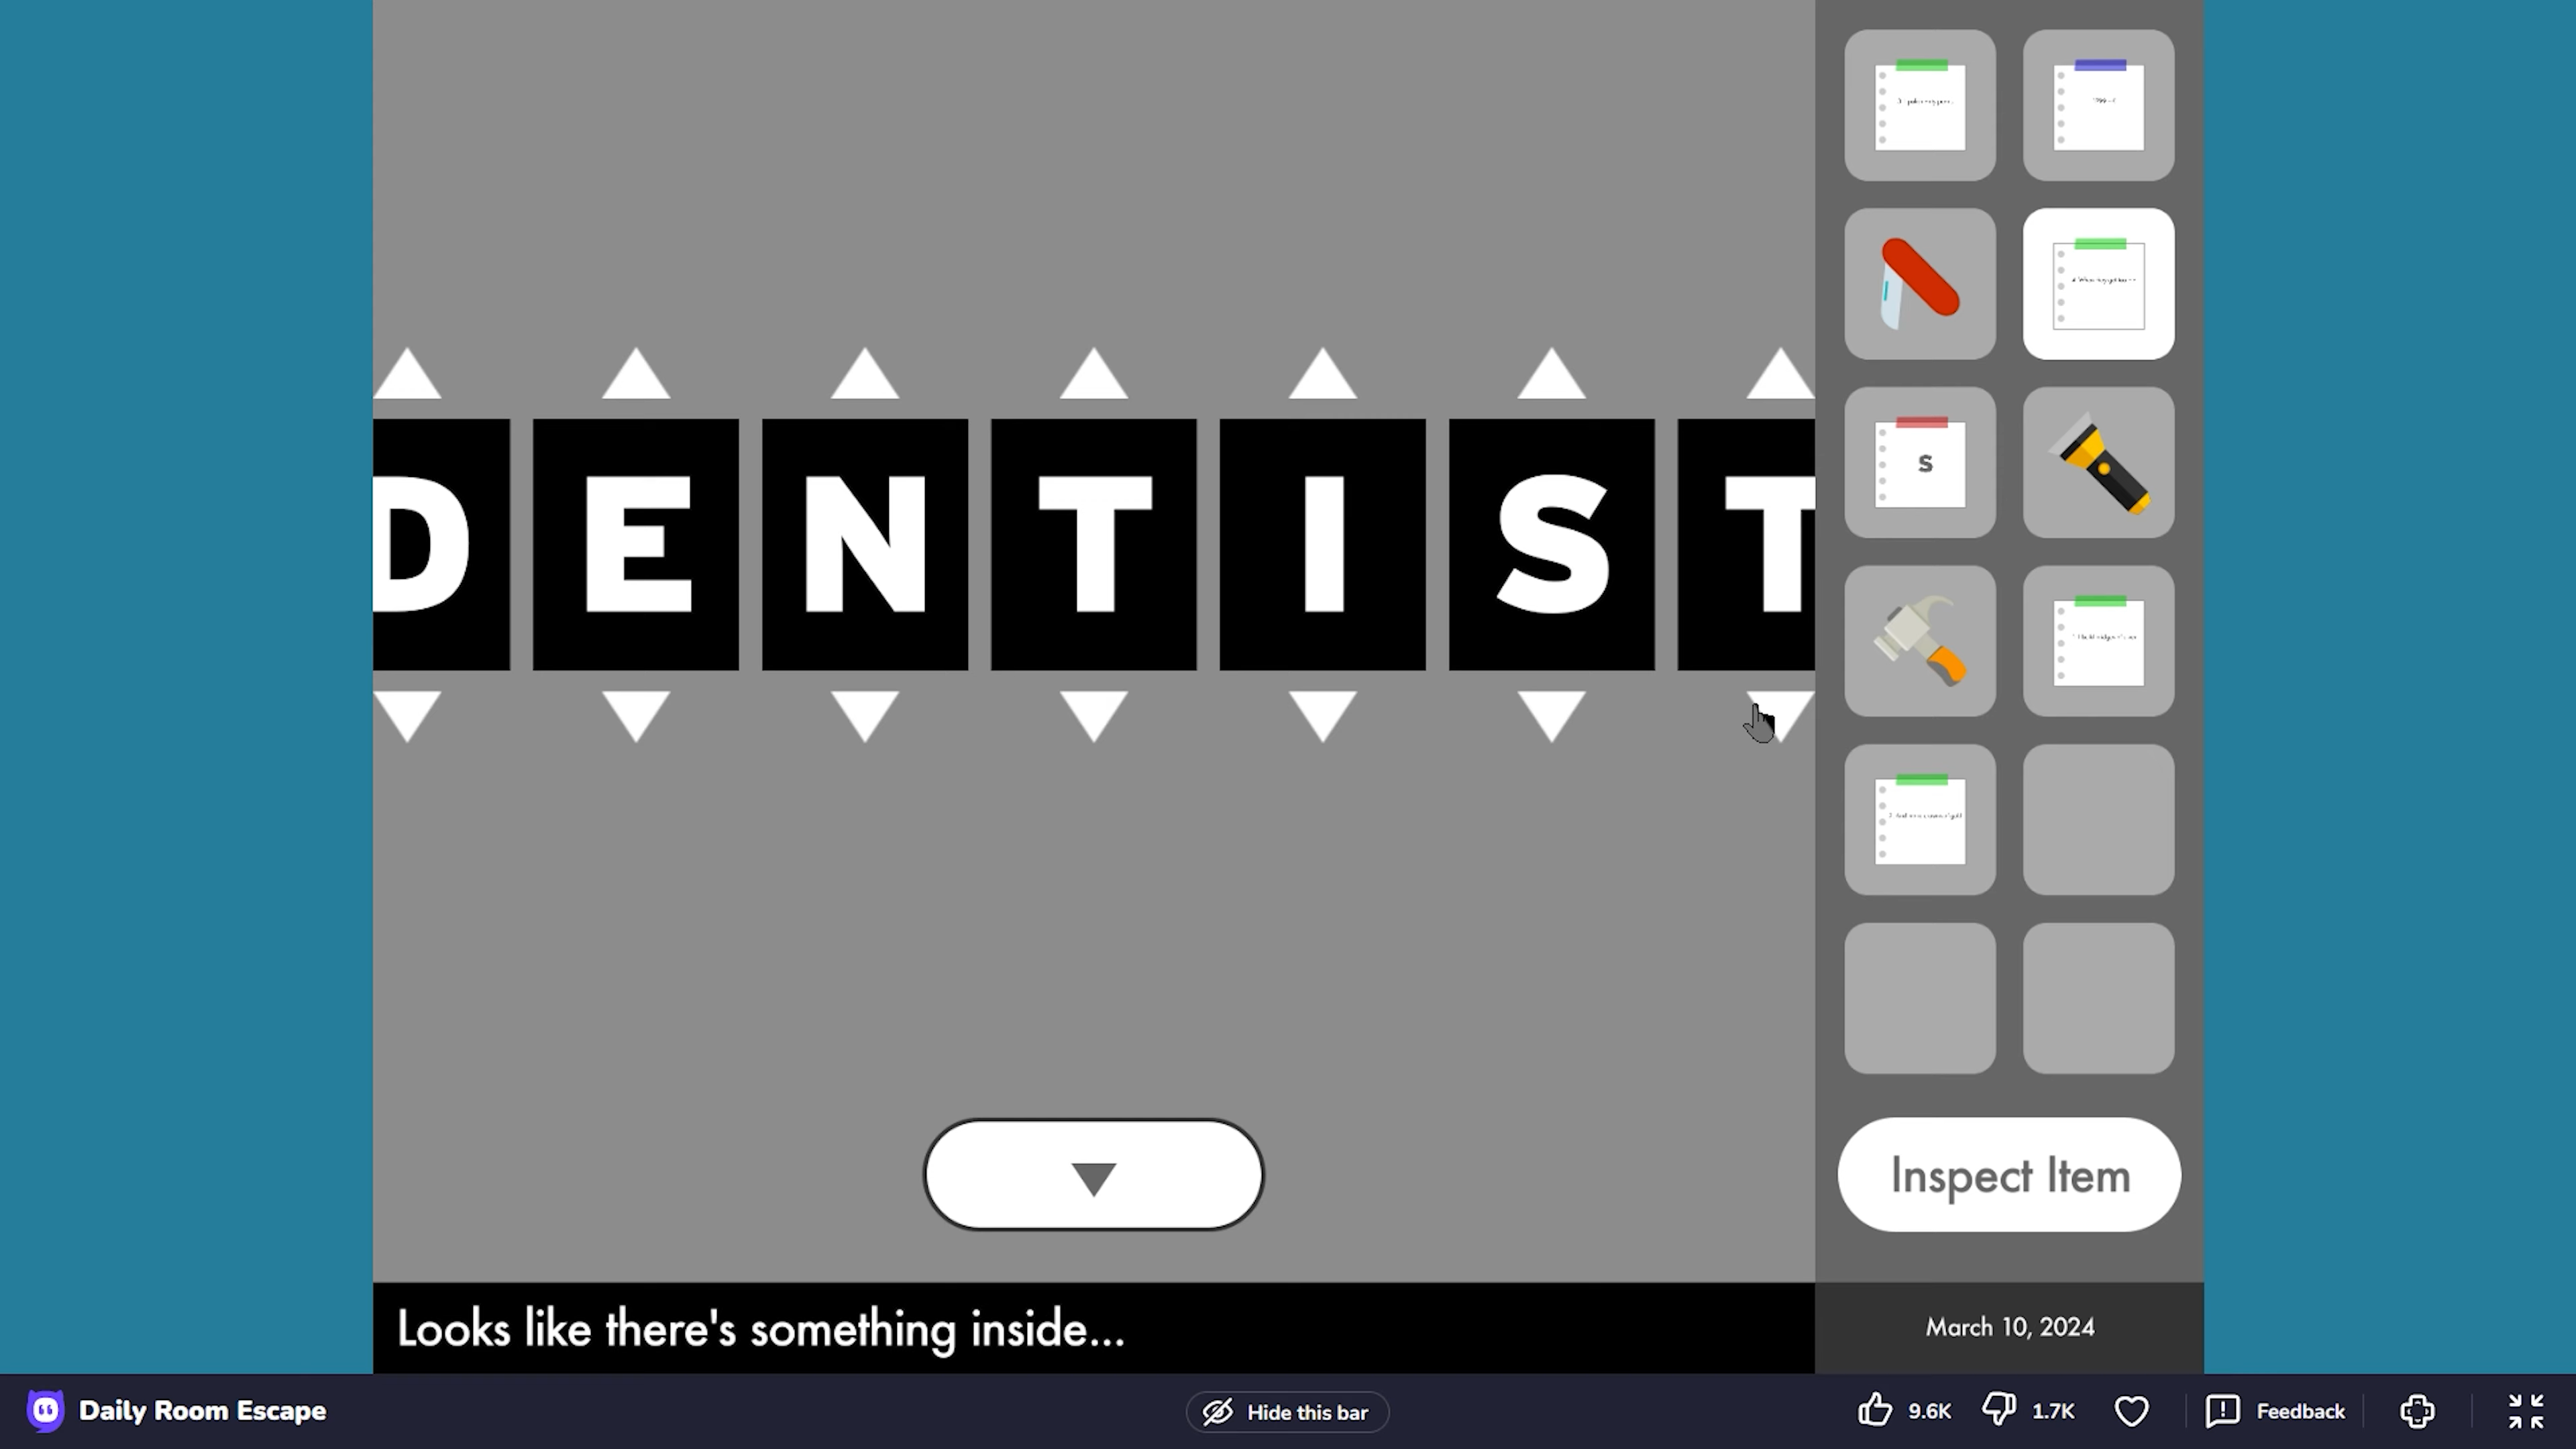 DENTIST
S
Inspect Item
Looks like there's something inside...
March 10, 2024
Daily Room Escape
Hide this bar
9.6K
1.7K
Feedback